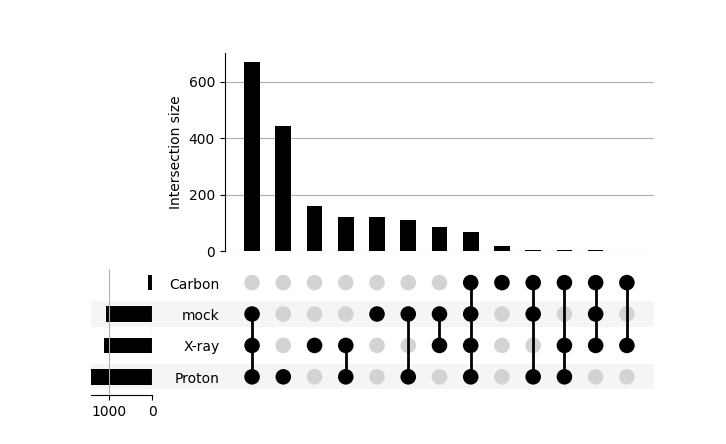 600
400
200
0
Intersection size
Carbon
mock
X-ray
Proton
1000 0